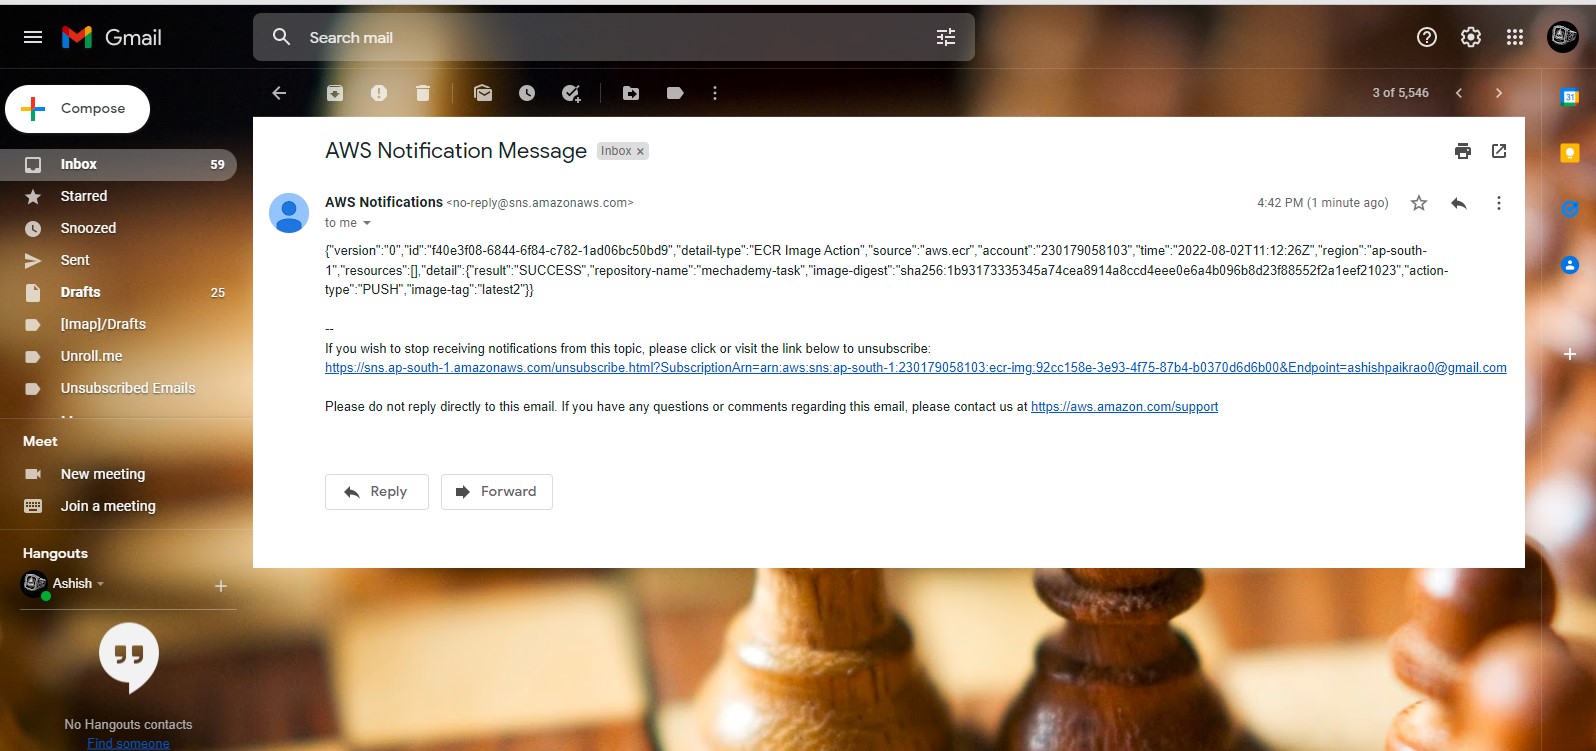 Gmail
Search mail
Compose
3 of 5,546
31
Inbox 59
Starred
Snoozed
Sent
Drafts 25
[Imap]/Drafts
Unroll.me
Unsubscribed Emails
Meet
New meeting
Join a meeting
Hangouts
Ashish
No Hangouts contacts
Find someone
AWS Notification Message Inbox ×
AWS Notifications <no-reply@sns.amazonaws.com> 4:42 PM (1 minute ago)
to me
{"version":"0","id":"f40e3f08-6844-6f84-c782-1ad06bc50bd9","detail-type":"ECR Image Action","source":"aws.ecr","account":"230179058103","time":"2022-08-02T11:12:26Z","region":"ap-south-
1","resources":[],"detail":{"result":"SUCCESS","repository-name":"mechademy-task","image-digest":"sha256:1b93173335345a74cea8914a8ccd4eee0e6a4b096b8d23f88552f2a1eef21023","action-
type":"PUSH","image-tag":"latest2"}}
--
If you wish to stop receiving notifications from this topic, please click or visit the link below to unsubscribe:
https://sns.ap-south-1.amazonaws.com/unsubscribe.html?SubscriptionArn=arn:aws:sns:ap-south-1:230179058103:ecr-img:92cc158e-3e93-4f75-87b4-b0370d6d6b00&Endpoint=ashishpaikrao0@gmail.com
Please do not reply directly to this email. If you have any questions or comments regarding this email, please contact us at https://aws.amazon.com/support
Reply
Forward